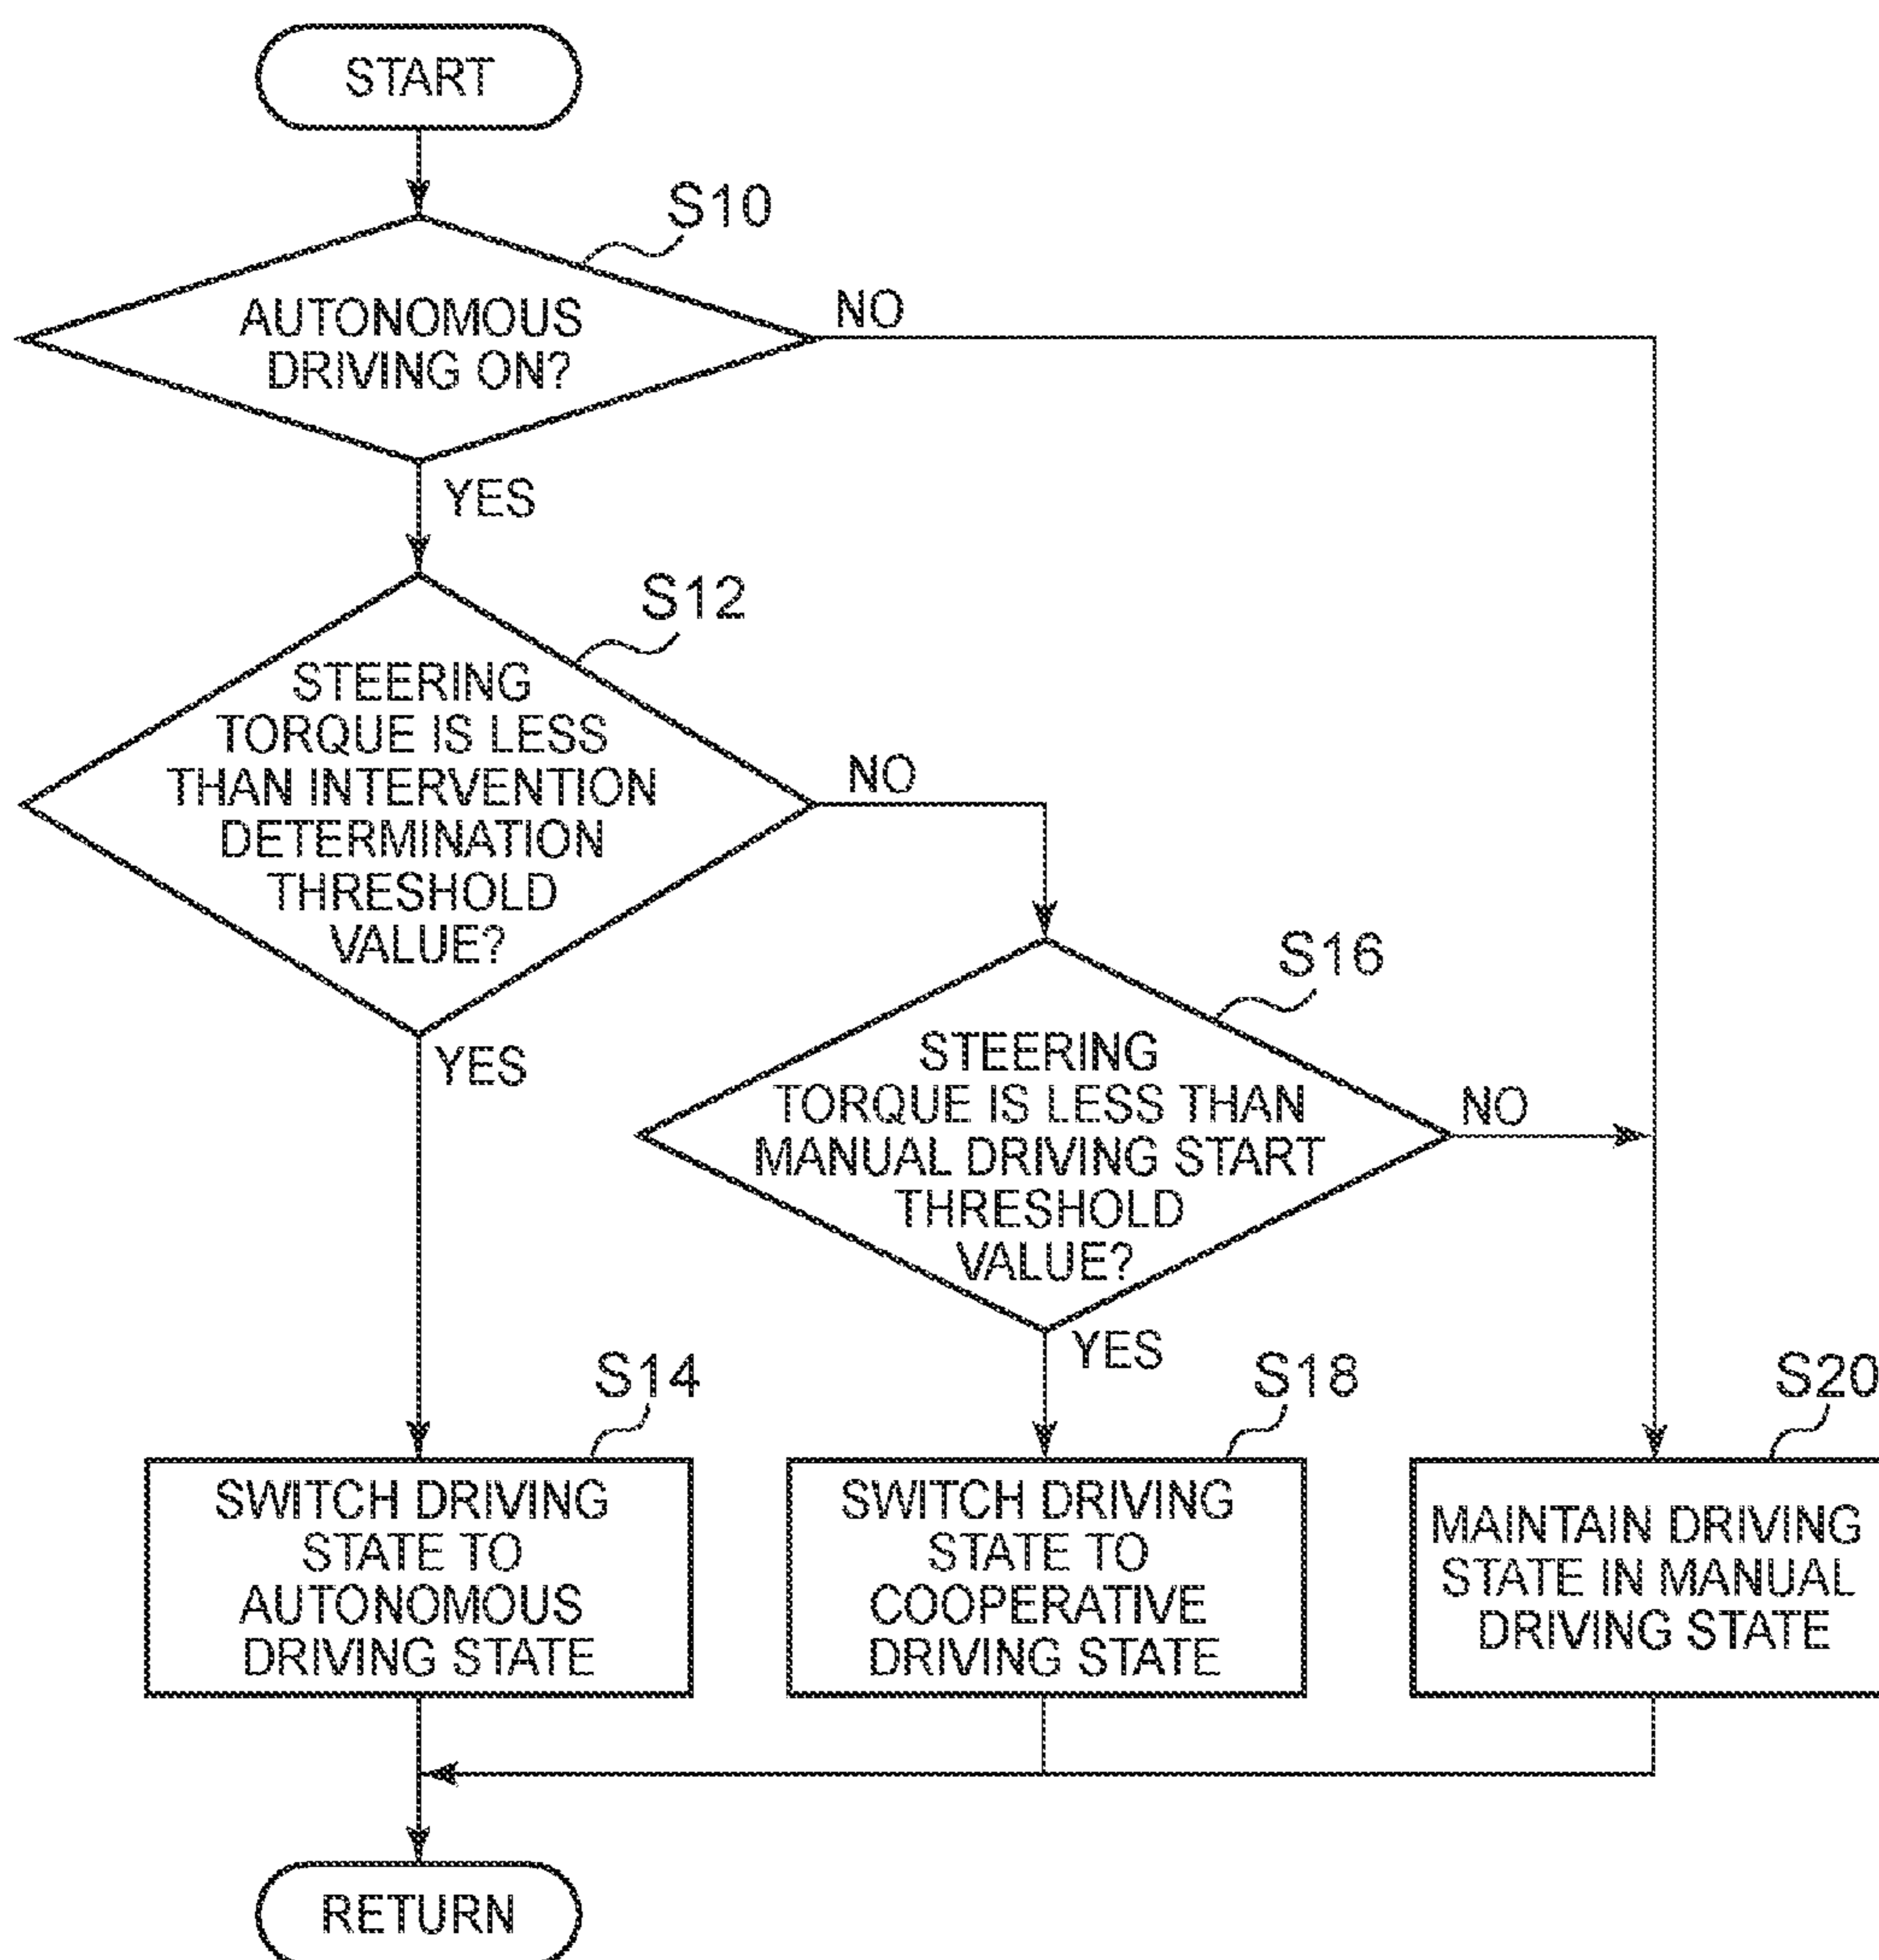 START
S10
AUTONOMOUS
DRIVING ON?
NO
YES
S12
STEERING
TORQUE IS LESS
THAN INTERVENTION
DETERMINATION
THRESHOLD
VALUE?
NO
YES
S16
STEERING
TORQUE IS LESS THAN
MANUAL DRIVING START
THRESHOLD
VALUE?
NO
YES
S14
SWITCH DRIVING
STATE TO
AUTONOMOUS
DRIVING STATE
S18
SWITCH DRIVING
STATE TO
COOPERATIVE
DRIVING STATE
S20
MAINTAIN DRIVING
STATE IN MANUAL
DRIVING STATE
RETURN